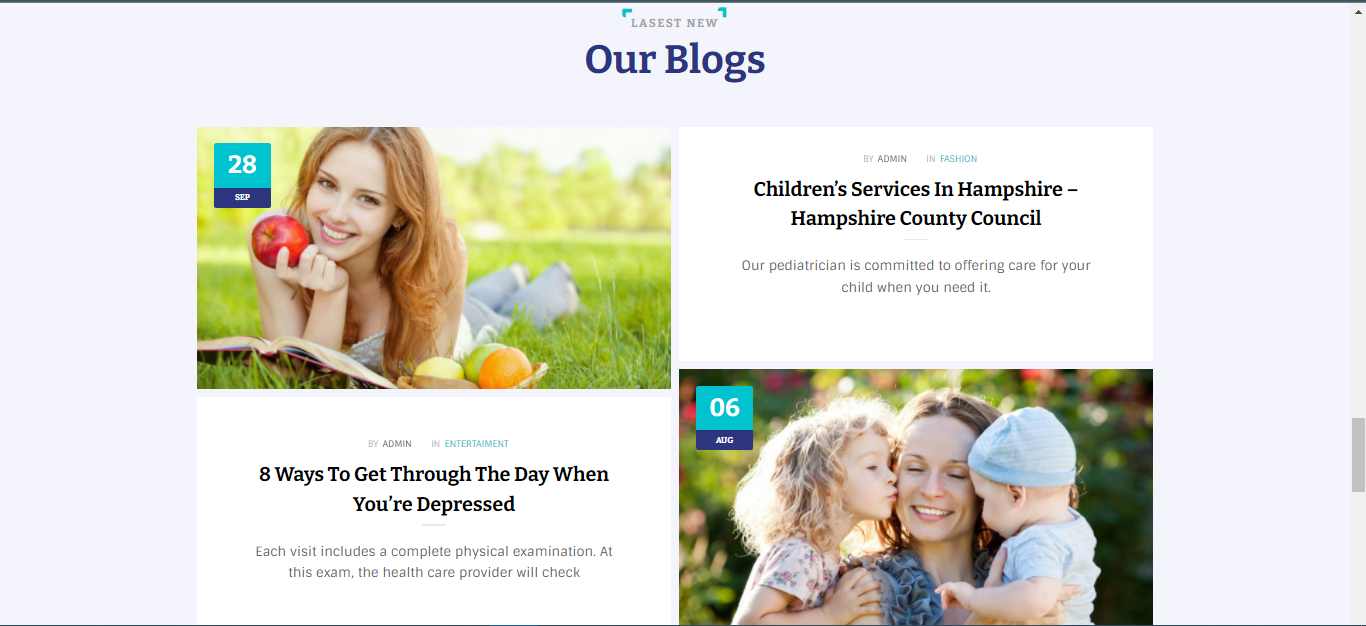 LASEST NEW
Our Blogs
28
SEP
BY ADMIN IN FASHION
Children’s Services In Hampshire –
Hampshire County Council
Our pediatrician is committed to offering care for your
child when you need it.
BY ADMIN IN ENTERTAIMENT
8 Ways To Get Through The Day When
You’re Depressed
Each visit includes a complete physical examination. At
this exam, the health care provider will check
06
AUG